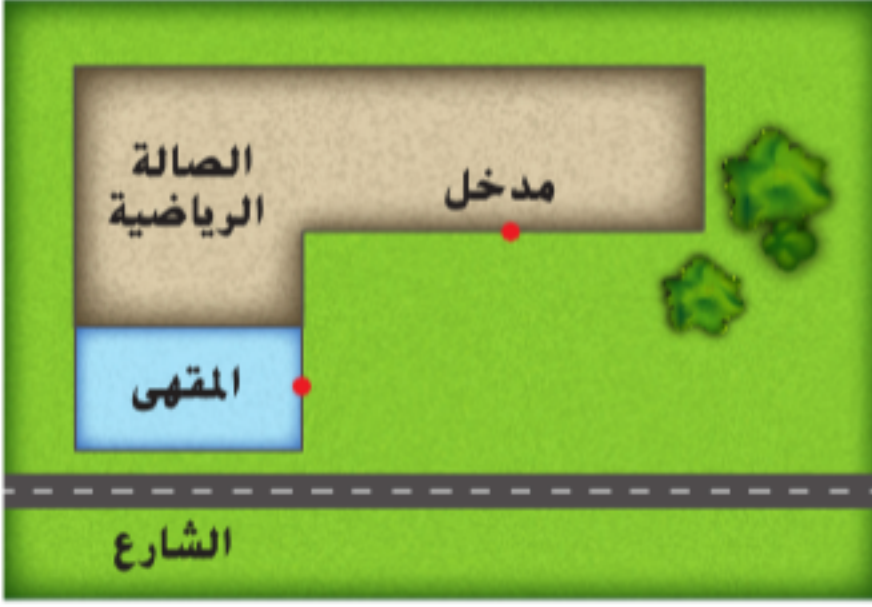 الصالة
الرياضية
مدخل
المقهى
الشارع